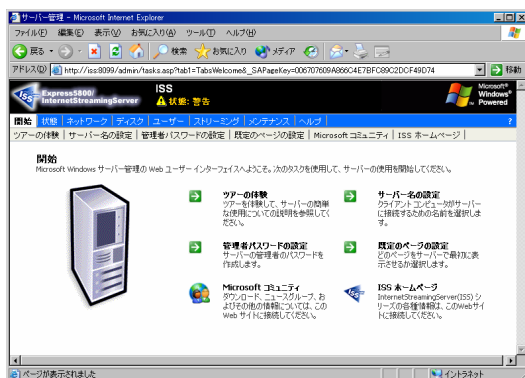 サーバー管理 - Microsoft Internet Explorer
ファイル(F) 編集(E) 表示(V) お気に入り(A) ツール(T) ヘルプ(H)
戻る 検索 お気に入り メディア
アドレス(D) http://iss:8099/admin/tasks.asp?tab1=TabsWelcome&_SAPageKey=006707609A866C4E7BFC89C2DCF49D74 移動
ISS Express5800/ InternetStreamingServer
ISS
状態: 警告
Microsoft® Windows® Powered
開始 状態 ネットワーク ディスク ユーザー ストリーミング メンテナンス ヘルプ ?
ツアーの体験 サーバー名の設定 管理者パスワードの設定 既定のページの設定 Microsoft コミュニティ ISS ホームページ
開始
Microsoft Windows サーバー管理の Web ユーザー インターフェイスへようこそ。次のタスクを使用して、サーバーの使用を開始してください。
ツアーの体験
ツアーを体験して、サーバーの簡単な使用についての説明を参照してください。
サーバー名の設定
クライアント コンピュータがサーバーに接続するための名前を選択します。
管理者パスワードの設定
サーバーの管理者のパスワードを作成します。
既定のページの設定
どのページをサーバーで最初に表示させるか選択します。
Microsoft コミュニティ
ダウンロード、ニュースグループ、およびその他の情報については、この Web サイトに接続してください。
ISS ホームページ
InternetStreamingServer(ISS) シリーズの各種情報は、このWebサイトに接続してください。
ページが表示されました
イントラネット